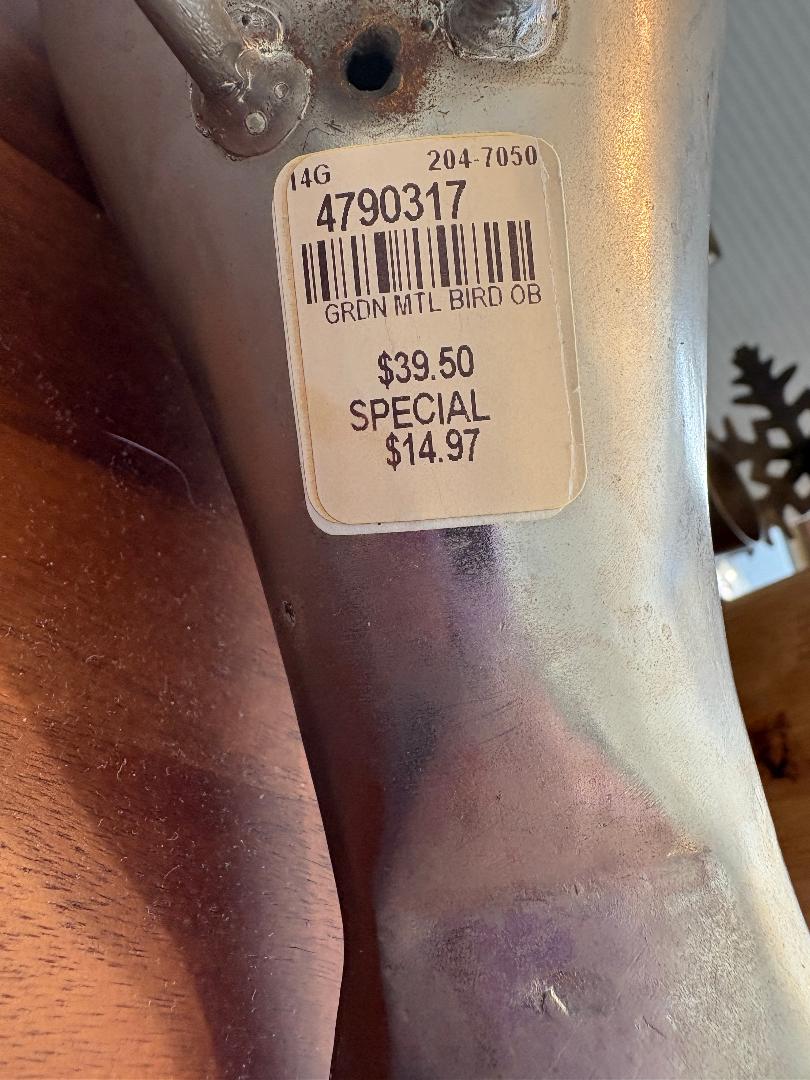 14G 204-7050
4790317
GRDN MTL BIRD OB
$39.50
SPECIAL
$14.97